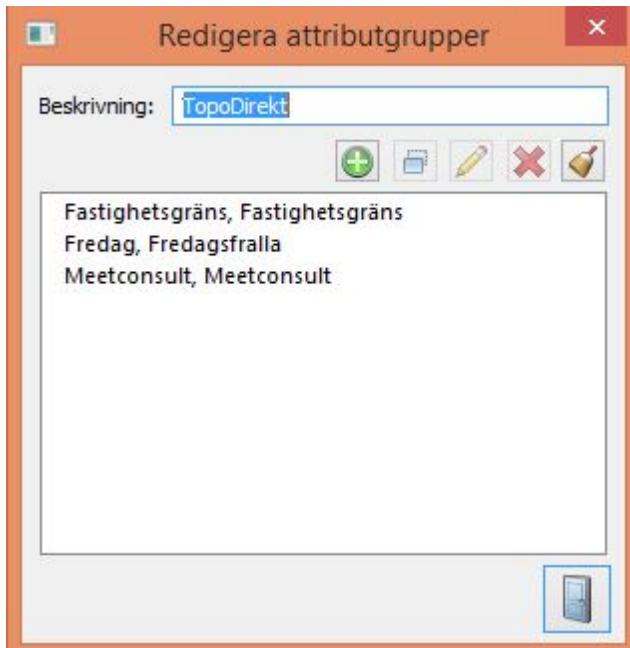 Redigera attributgrupper
Beskrivning: TopoDirekt
Fastighetsgräns, Fastighetsgräns
Fredag, Fredagsfralla
Meetconsult, Meetconsult